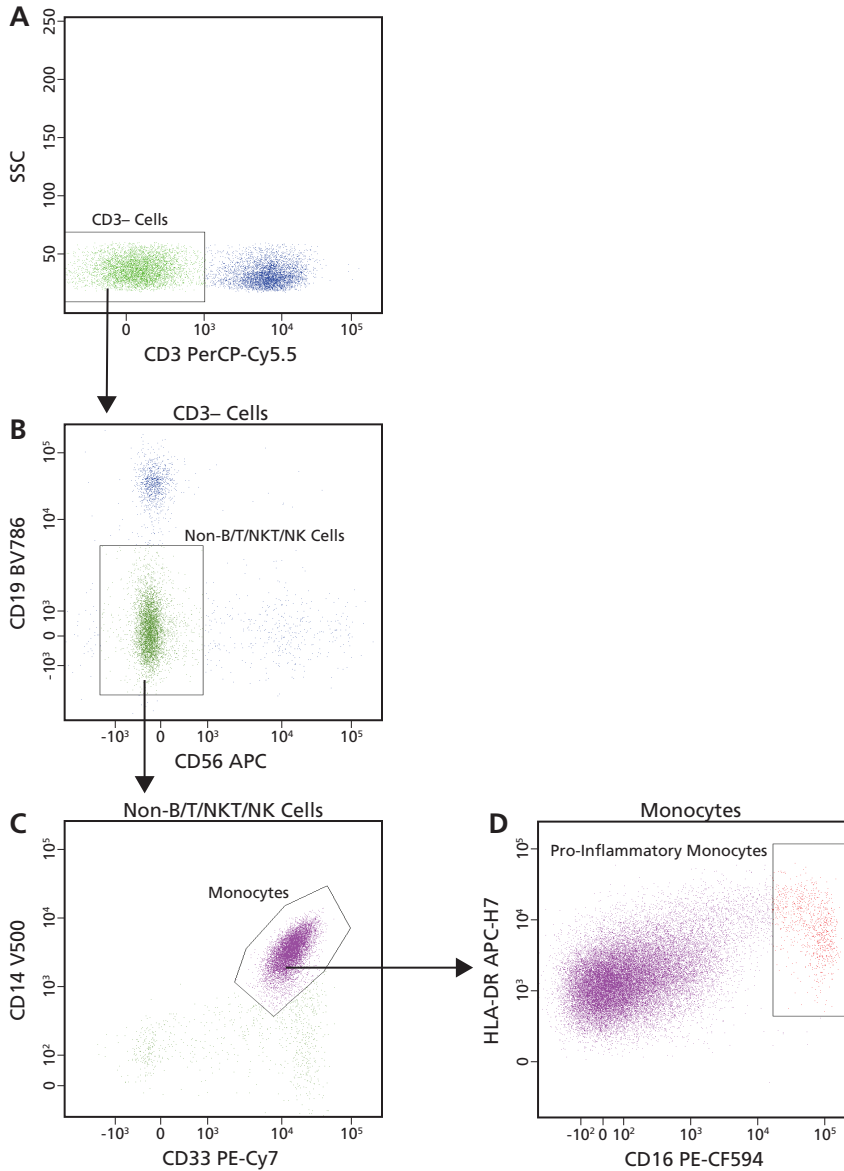 A
250
200
150
100
50
SSC
CD3– Cells
0 10³ 10⁴ 10⁵
CD3 PerCP-Cy5.5
B
CD3– Cells
10⁵
10⁴
10³
0
-10³
CD19 BV786
Non-B/T/NKT/NK Cells
-10³ 0 10³ 10⁴ 10⁵
CD56 APC
C
Non-B/T/NKT/NK Cells
10⁵
10⁴
10³
10²
0
CD14 V500
Monocytes
-10³ 0 10³ 10⁴ 10⁵
CD33 PE-Cy7
D
Monocytes
Pro-Inflammatory Monocytes
10⁵
10⁴
10³
0
HLA-DR APC-H7
-10² 0 10² 10³ 10⁴ 10⁵
CD16 PE-CF594